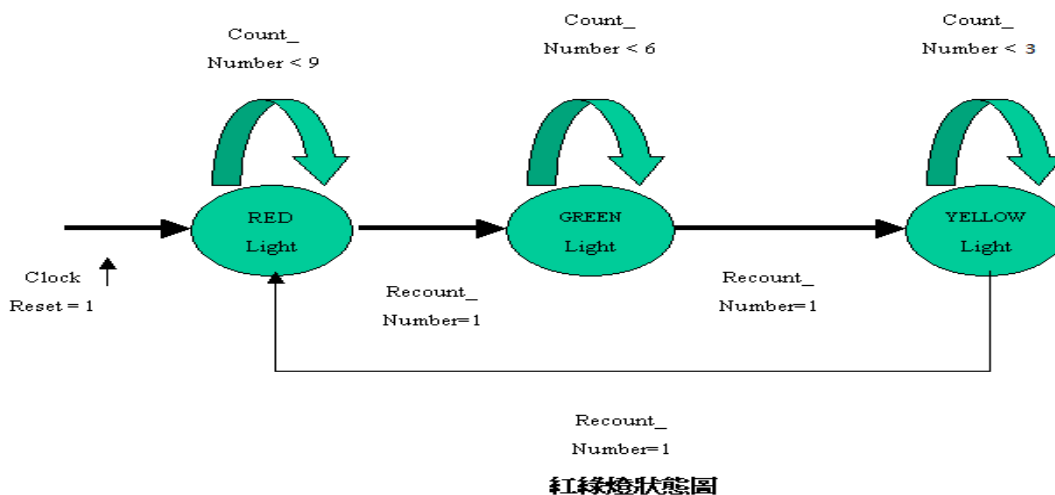 Count_
Number < 9
Count_
Number < 6
Count_
Number < 3
RED
Light
GREEN
Light
YELLOW
Light
Clock
Reset = 1
Recount_
Number=1
Recount_
Number=1
Recount_
Number=1
紅綠燈狀態圖